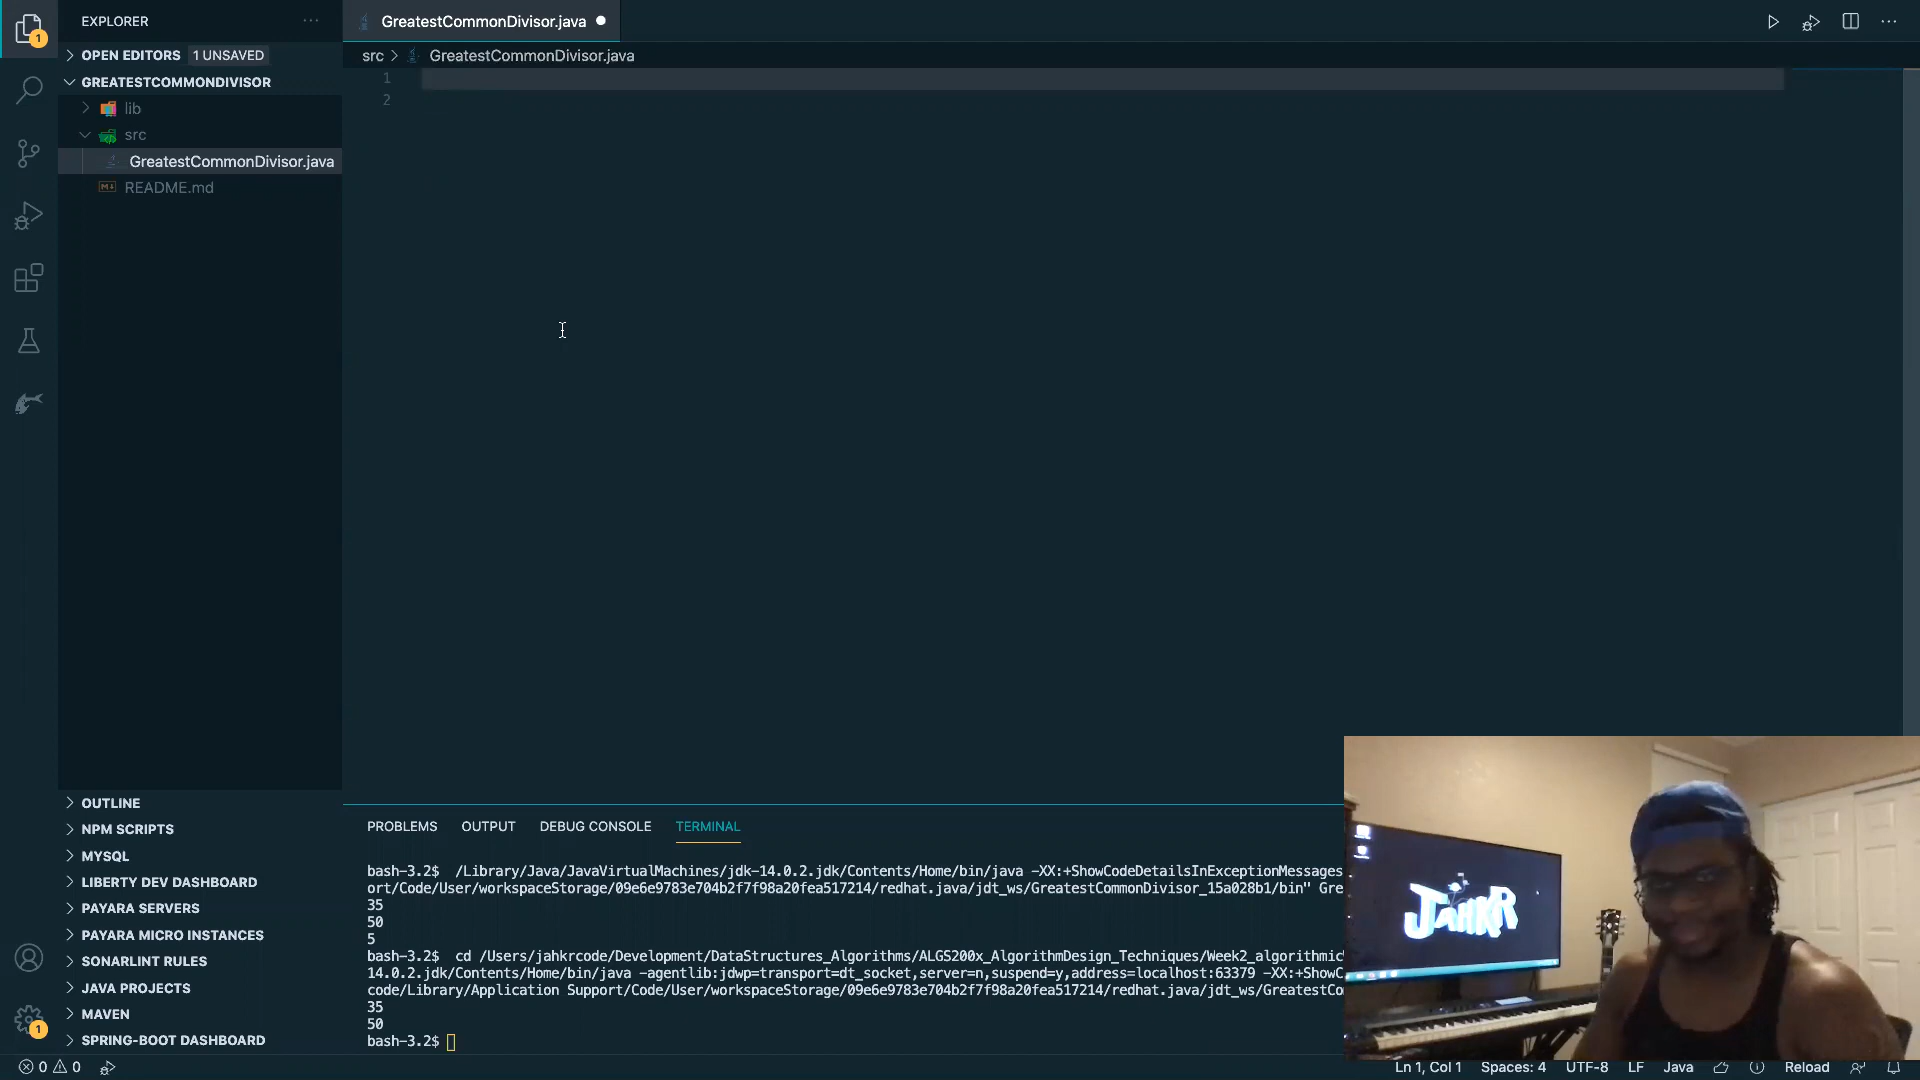 EXPLORER
GreatestCommonDivisor.java
OPEN EDITORS 1 UNSAVED
src > GreatestCommonDivisor.java
GREATESTCOMMONDIVISOR
lib
src
GreatestCommonDivisor.java
README.md
1
2
OUTLINE
NPM SCRIPTS
MYSQL
LIBERTY DEV DASHBOARD
PAYARA SERVERS
PAYARA MICRO INSTANCES
SONARLINT RULES
JAVA PROJECTS
MAVEN
SPRING-BOOT DASHBOARD
PROBLEMS OUTPUT DEBUG CONSOLE TERMINAL
bash-3.2$ /Library/Java/JavaVirtualMachines/jdk-14.0.2.jdk/Contents/Home/bin/java -XX:+ShowCodeDetailsInExceptionMessages
ort/Code/User/workspaceStorage/09e6e9783e704b2f7f98a20fea517214/redhat.java/jdt_ws/GreatestCommonDivisor_15a028b1/bin" Gre
35
50
5
bash-3.2$ cd /Users/jahkrcode/Development/DataStructures_Algorithms/ALGS200x_AlgorithmDesign_Techniques/Week2_algorithmic
14.0.2.jdk/Contents/Home/bin/java -agentlib:jdwp=transport=dt_socket,server=n,suspend=y,address=localhost:63379 -XX:+ShowC
code/Library/Application Support/Code/User/workspaceStorage/09e6e9783e704b2f7f98a20fea517214/redhat.java/jdt_ws/GreatestCo
35
50
bash-3.2$
JAHKR
0 0
Ln 1, Col 1 Spaces: 4 UTF-8 LF Java Reload
1
1